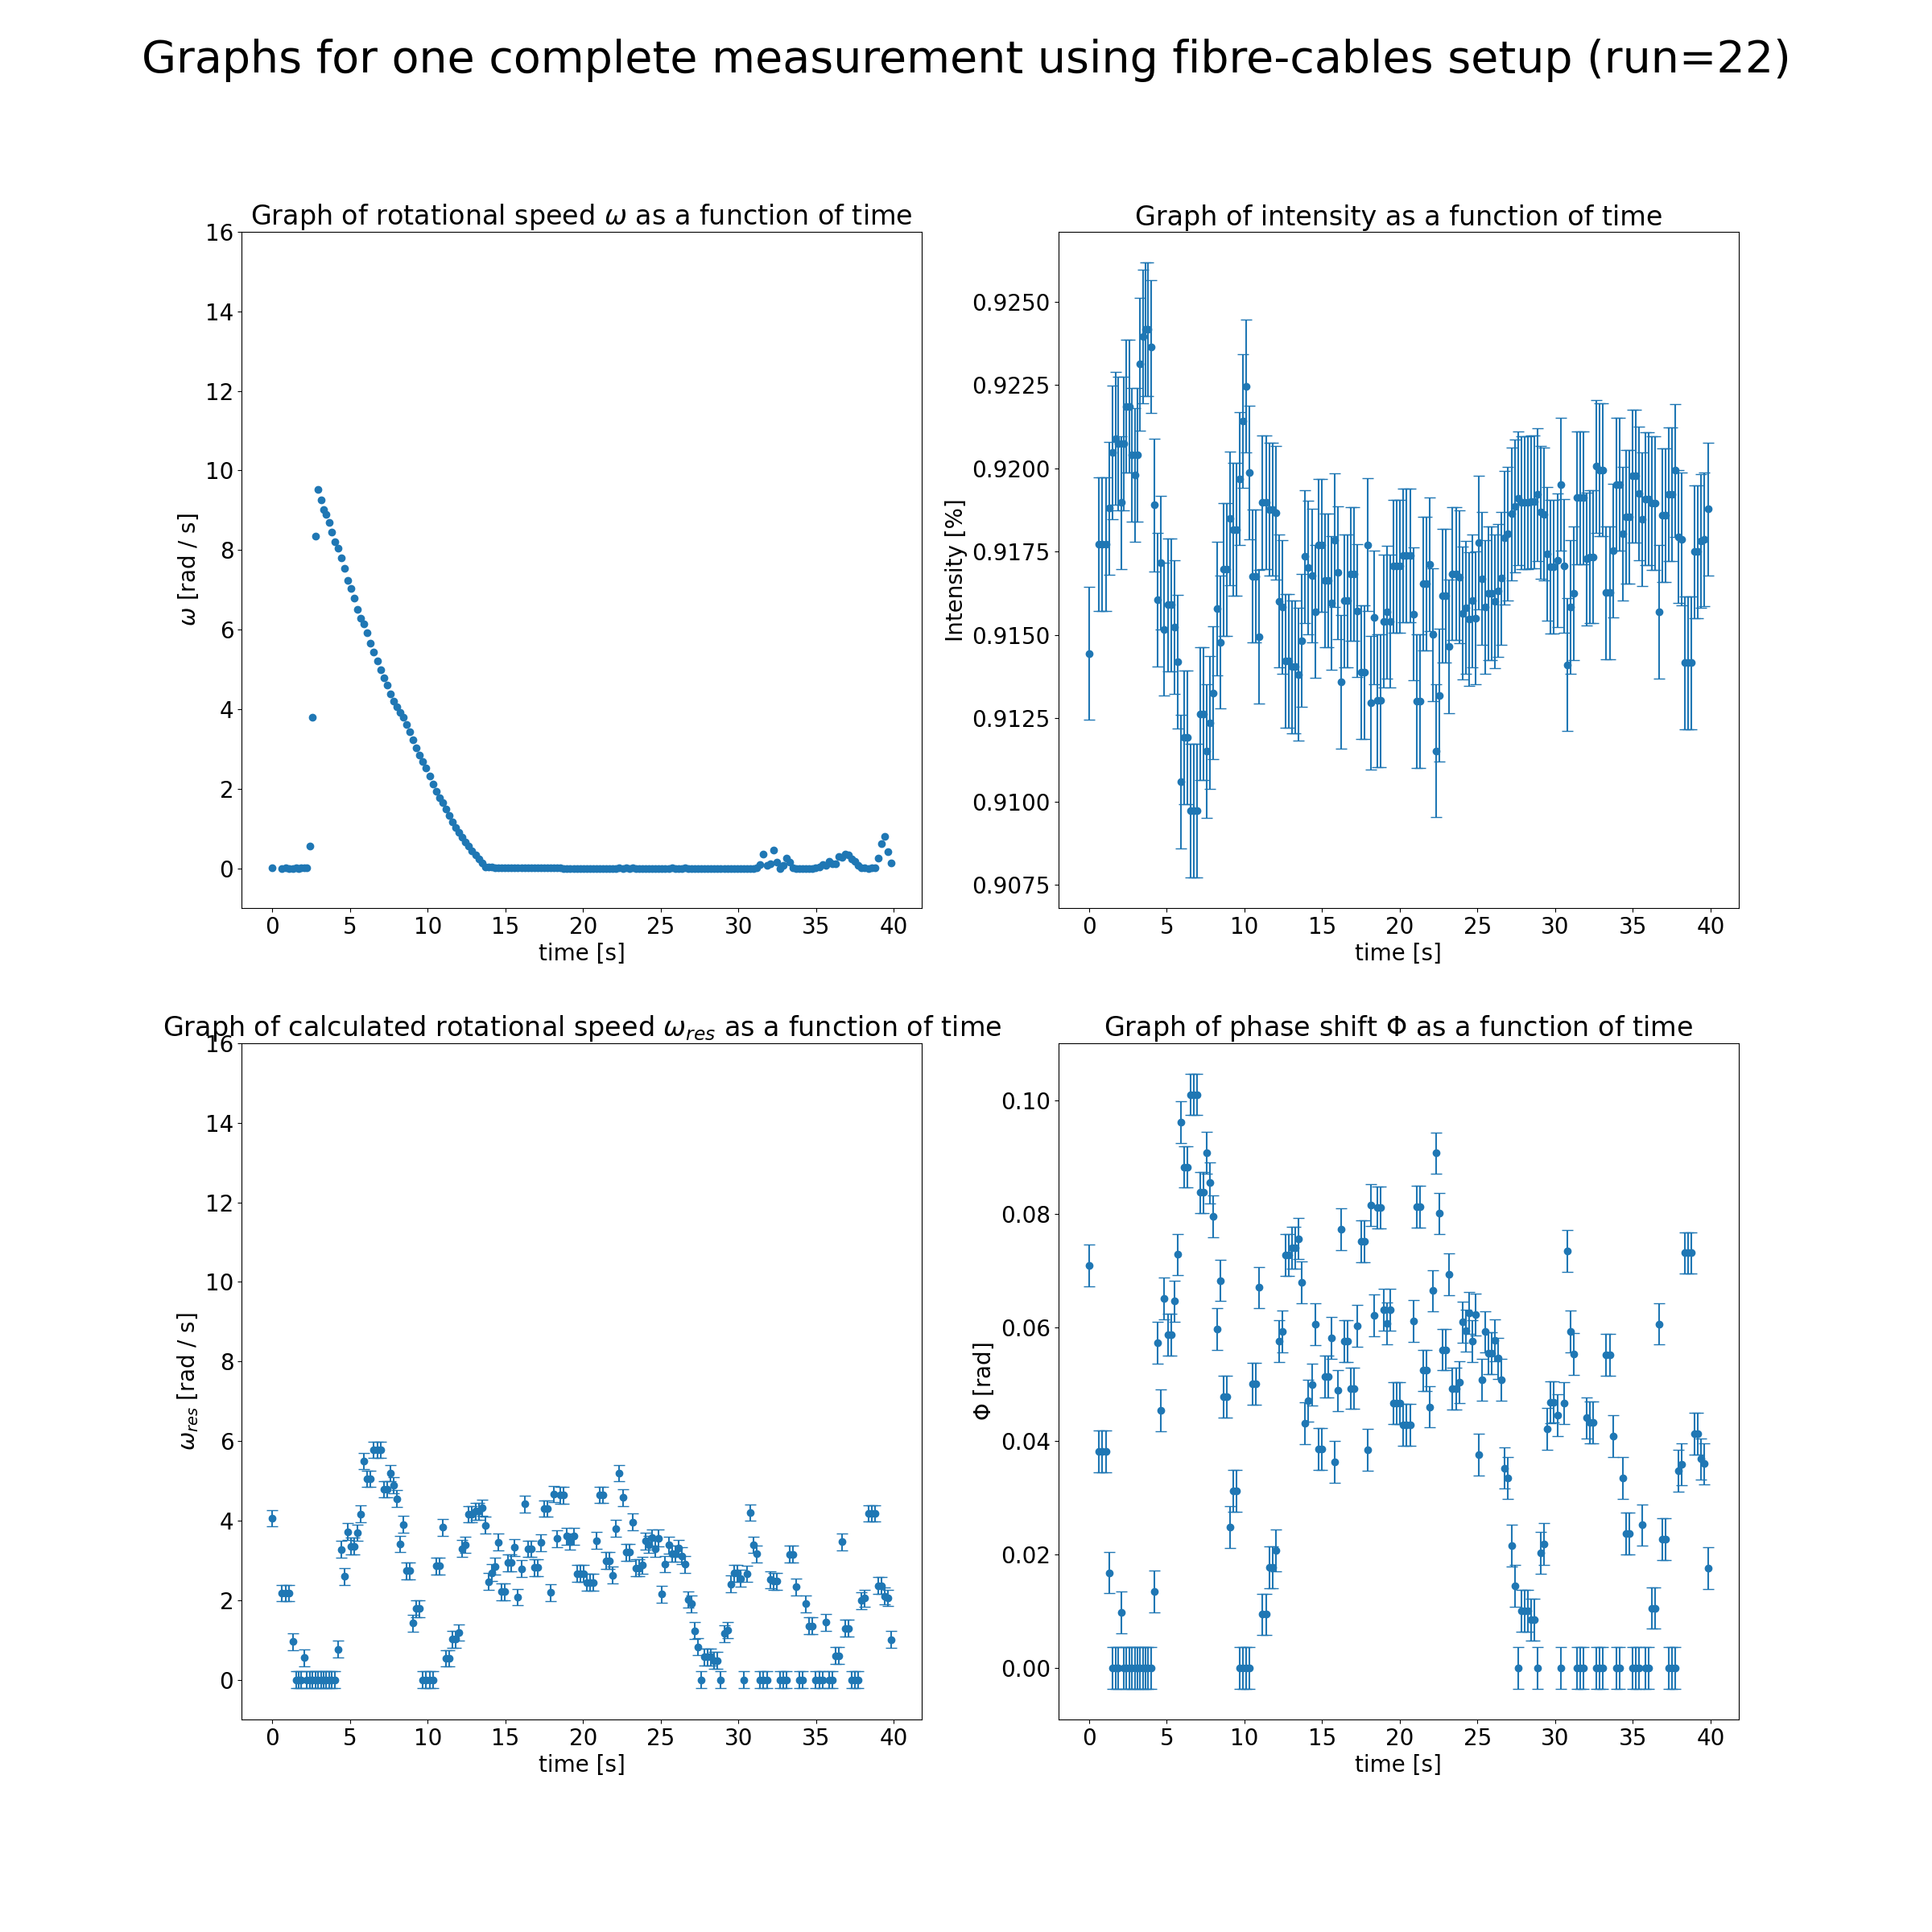 Graphs for one complete measurement using fibre-cables setup (run=22)
Graph of rotational speed ω as a function of time
16
14
12
10
8
6
4
2
0
ω [rad / s]
0 5 10 15 20 25 30 35 40
time [s]
Graph of intensity as a function of time
0.9250
0.9225
0.9200
0.9175
0.9150
0.9125
0.9100
0.9075
Intensity [%]
0 5 10 15 20 25 30 35 40
time [s]
Graph of calculated rotational speed ω_res as a function of time
16
14
12
10
8
6
4
2
0
ω_res [rad / s]
0 5 10 15 20 25 30 35 40
time [s]
Graph of phase shift Φ as a function of time
0.10
0.08
0.06
0.04
0.02
0.00
Φ [rad]
0 5 10 15 20 25 30 35 40
time [s]